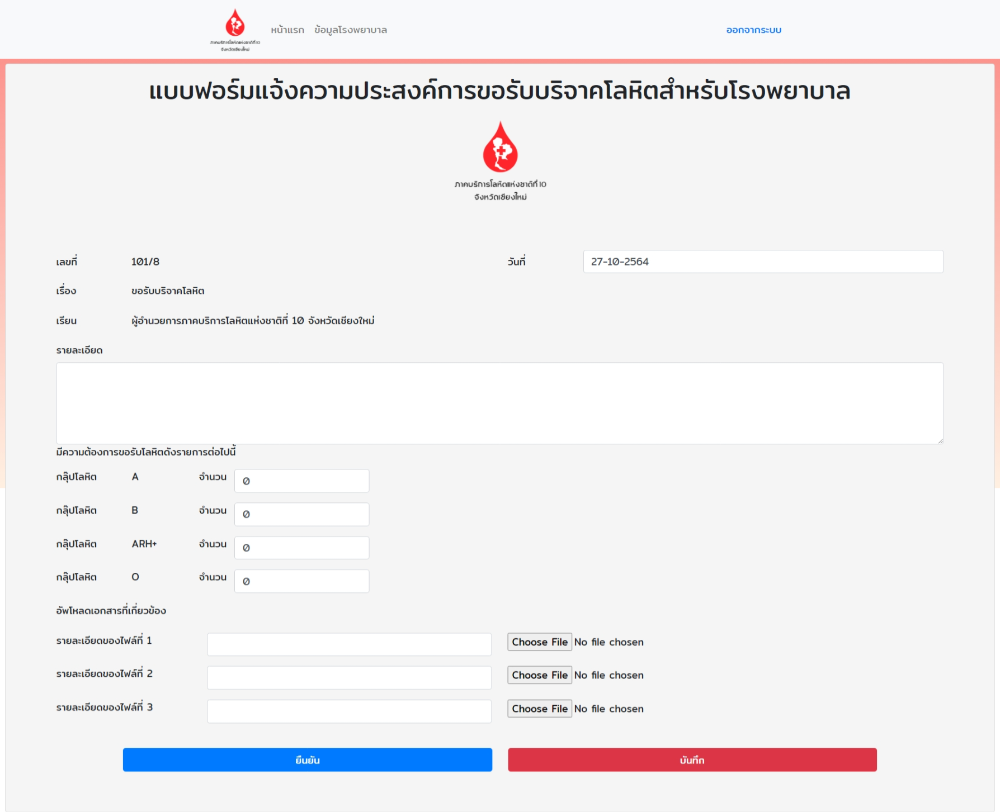 ภาคบริการโลหิตแห่งชาติที่ 10
จังหวัดเชียงใหม่
หน้าแรก ข้อมูลโรงพยาบาล ออกจากระบบ
แบบฟอร์มแจ้งความประสงค์การขอรับบริจาคโลหิตสำหรับโรงพยาบาล
ภาคบริการโลหิตแห่งชาติที่ 10
จังหวัดเชียงใหม่
เลขที่ 101/8 วันที่ 27-10-2564
เรื่อง ขอรับบริจาคโลหิต
เรียน ผู้อำนวยการภาคบริการโลหิตแห่งชาติที่ 10 จังหวัดเชียงใหม่
รายละเอียด
มีความต้องการขอรับโลหิตดังรายการต่อไปนี้
กลุ๊ปโลหิต A จำนวน 0
กลุ๊ปโลหิต B จำนวน 0
กลุ๊ปโลหิต ARH+ จำนวน 0
กลุ๊ปโลหิต O จำนวน 0
อัพโหลดเอกสารที่เกี่ยวข้อง
รายละเอียดของไฟล์ที่ 1 Choose File No file chosen
รายละเอียดของไฟล์ที่ 2 Choose File No file chosen
รายละเอียดของไฟล์ที่ 3 Choose File No file chosen
ยืนยัน บันทึก